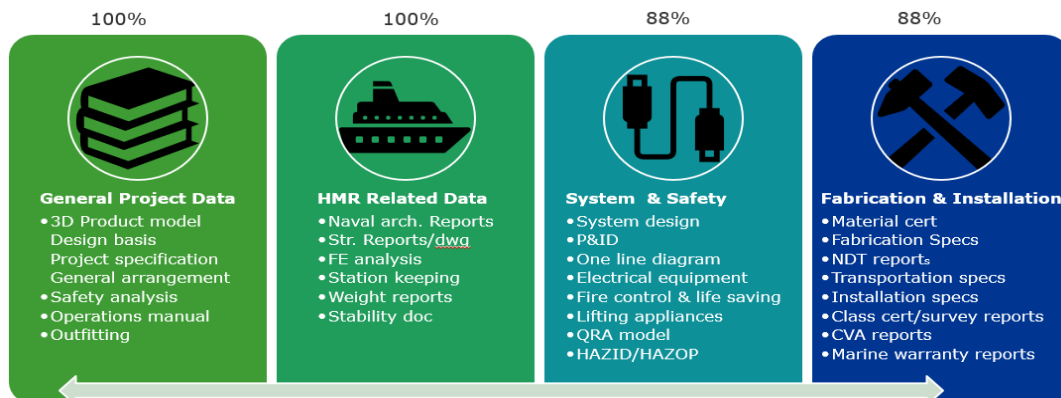 100%
100%
88%
88%
General Project Data
•3D Product model
Design basis
Project specification
General arrangement
•Safety analysis
•Operations manual
•Outfitting
HMR Related Data
•Naval arch. Reports
•Str. Reports/dwg
•FE analysis
•Station keeping
•Weight reports
•Stability doc
System & Safety
•System design
•P&ID
•One line diagram
•Electrical equipment
•Fire control & life saving
•Lifting appliances
•QRA model
•HAZID/HAZOP
Fabrication & Installation
•Material cert
•Fabrication Specs
•NDT reports
•Transportation specs
•Installation specs
•Class cert/survey reports
•CVA reports
•Marine warranty reports